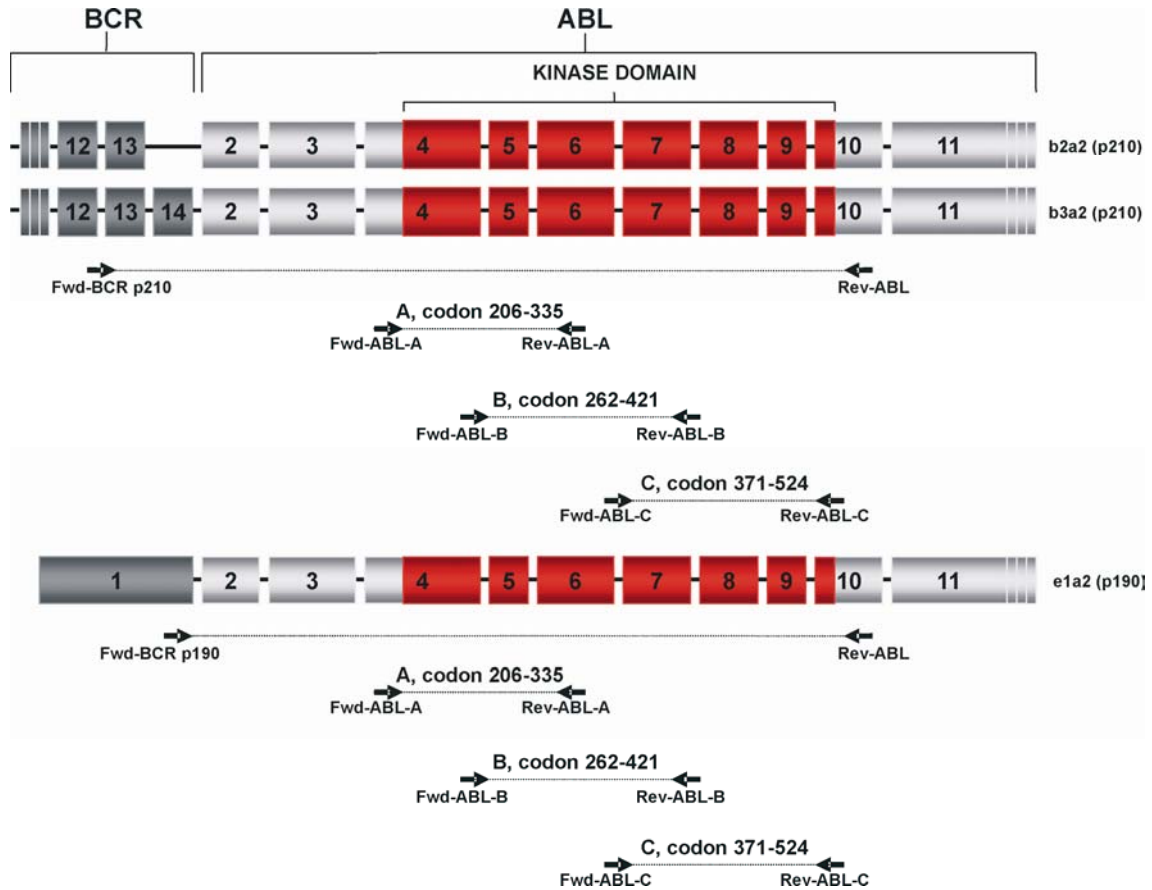 BCR ABL
KINASE DOMAIN
12 13 2 3 4 5 6 7 8 9 10 11 b2a2 (p210)
12 13 14 2 3 4 5 6 7 8 9 10 11 b3a2 (p210)
Fwd-BCR p210 Rev-ABL
A, codon 206-335
Fwd-ABL-A Rev-ABL-A
B, codon 262-421
Fwd-ABL-B Rev-ABL-B
C, codon 371-524
Fwd-ABL-C Rev-ABL-C
1 2 3 4 5 6 7 8 9 10 11 e1a2 (p190)
Fwd-BCR p190 Rev-ABL
A, codon 206-335
Fwd-ABL-A Rev-ABL-A
B, codon 262-421
Fwd-ABL-B Rev-ABL-B
C, codon 371-524
Fwd-ABL-C Rev-ABL-C